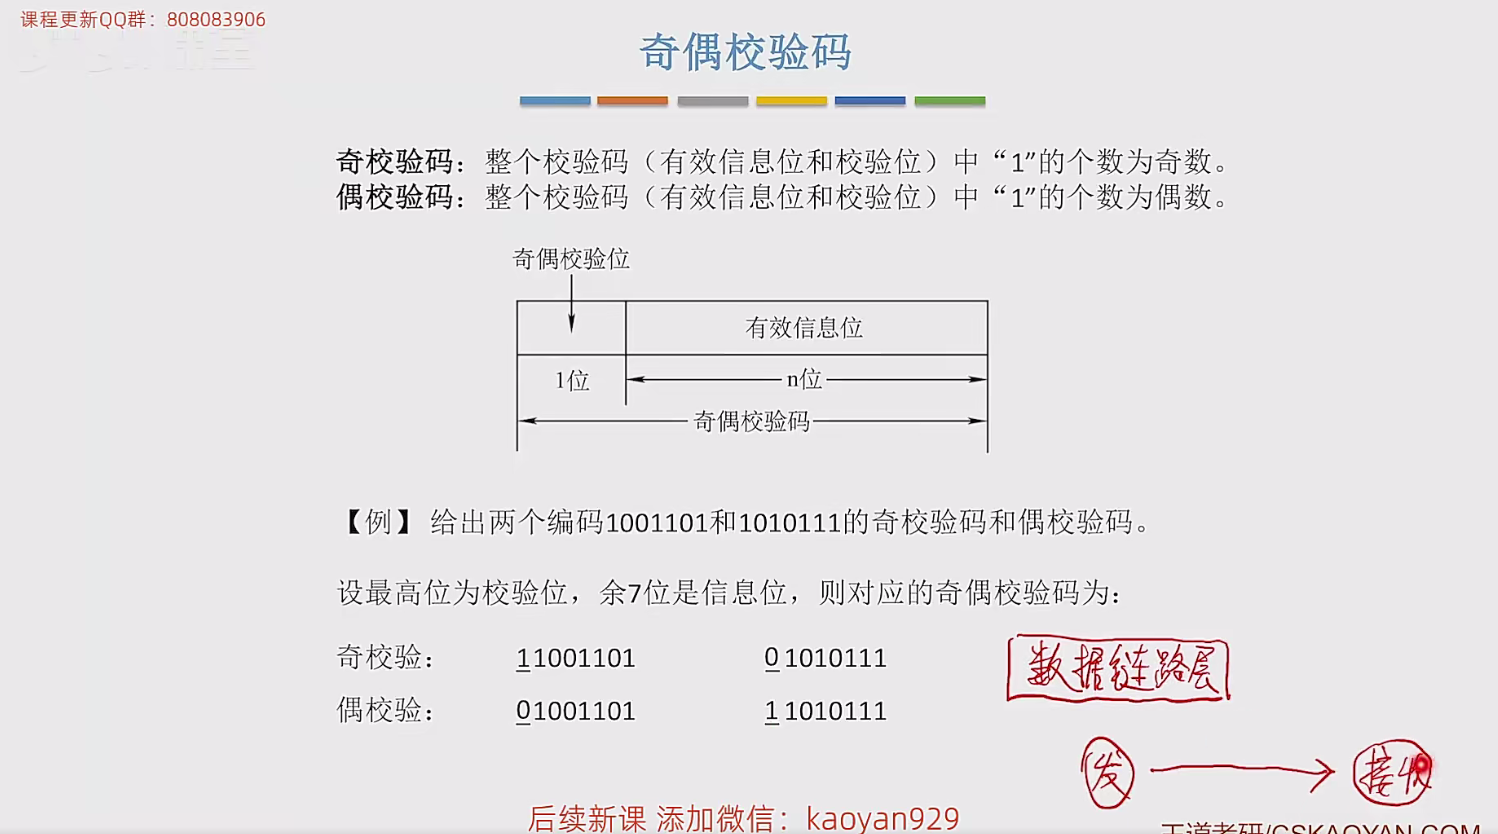 课程更新QQ群：808083906
奇偶校验码
奇校验码：整个校验码（有效信息位和校验位）中“1”的个数为奇数。
偶校验码：整个校验码（有效信息位和校验位）中“1”的个数为偶数。
奇偶校验位
有效信息位
1位 n位
奇偶校验码
【例】 给出两个编码1001101和1010111的奇校验码和偶校验码。
设最高位为校验位，余7位是信息位，则对应的奇偶校验码为：
奇校验： 11001101 01010111
数据链路层
偶校验： 01001101 11010111
发 接收
后续新课 添加微信：kaoyan929
王道考研/CSKAOYAN.COM